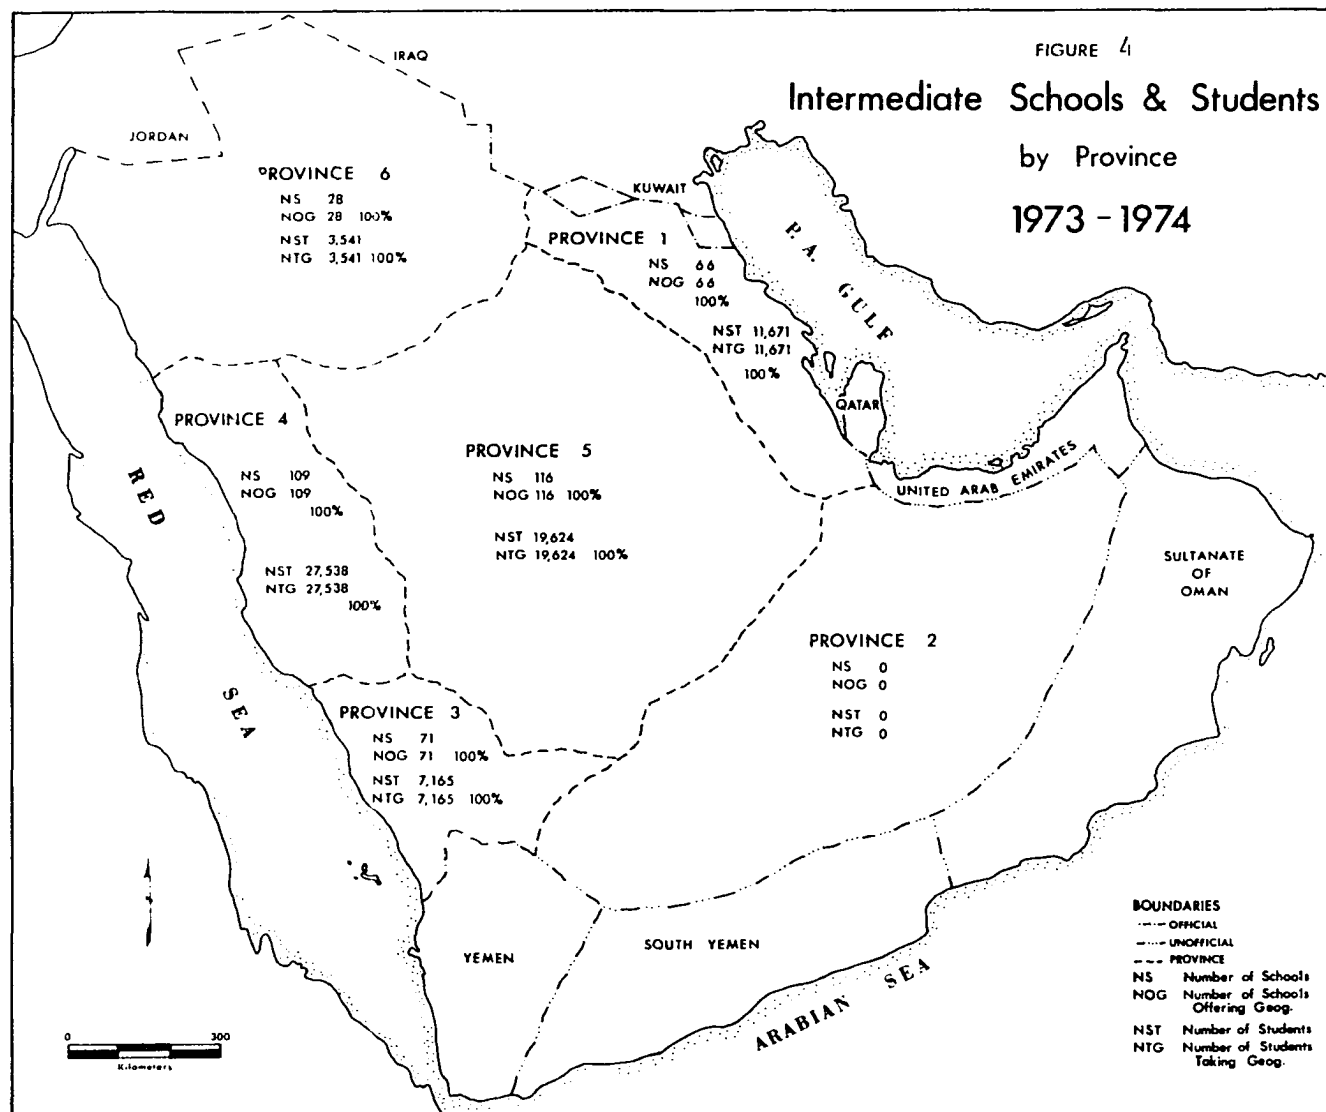 FIGURE 4
Intermediate Schools & Students
by Province
1973 - 1974
IRAQ
JORDAN
KUWAIT
P. A. GULF
QATAR
UNITED ARAB EMIRATES
SULTANATE
OF
OMAN
RED SEA
YEMEN
SOUTH YEMEN
ARABIAN SEA
PROVINCE 6
NS 28
NOG 28 100%
NST 3,541
NTG 3,541 100%
PROVINCE 1
NS 66
NOG 66
100%
NST 11,671
NTG 11,671
100%
PROVINCE 4
NS 109
NOG 109
100%
NST 27,538
NTG 27,538
100%
PROVINCE 5
NS 116
NOG 116 100%
NST 19,624
NTG 19,624 100%
PROVINCE 2
NS 0
NOG 0
NST 0
NTG 0
PROVINCE 3
NS 71
NOG 71 100%
NST 7,165
NTG 7,165 100%
0 300
Kilometers
BOUNDARIES
OFFICIAL
UNOFFICIAL
PROVINCE
NS Number of Schools
NOG Number of Schools
Offering Geog.
NST Number of Students
NTG Number of Students
Taking Geog.